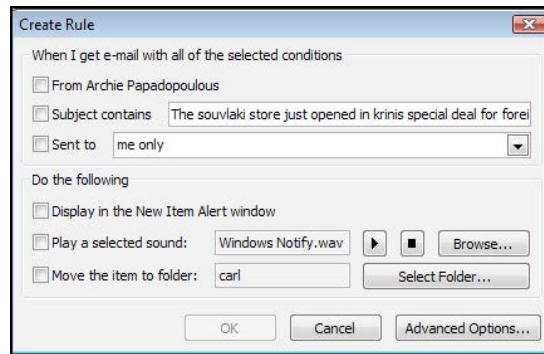 Create Rule
When I get e-mail with all of the selected conditions
From Archie Papadopoulous
Subject contains The souvlaki store just opened in krinis special deal for forei
Sent to me only
Do the following
Display in the New Item Alert window
Play a selected sound: Windows Notify.wav Browse...
Move the item to folder: carl Select Folder...
OK Cancel Advanced Options...